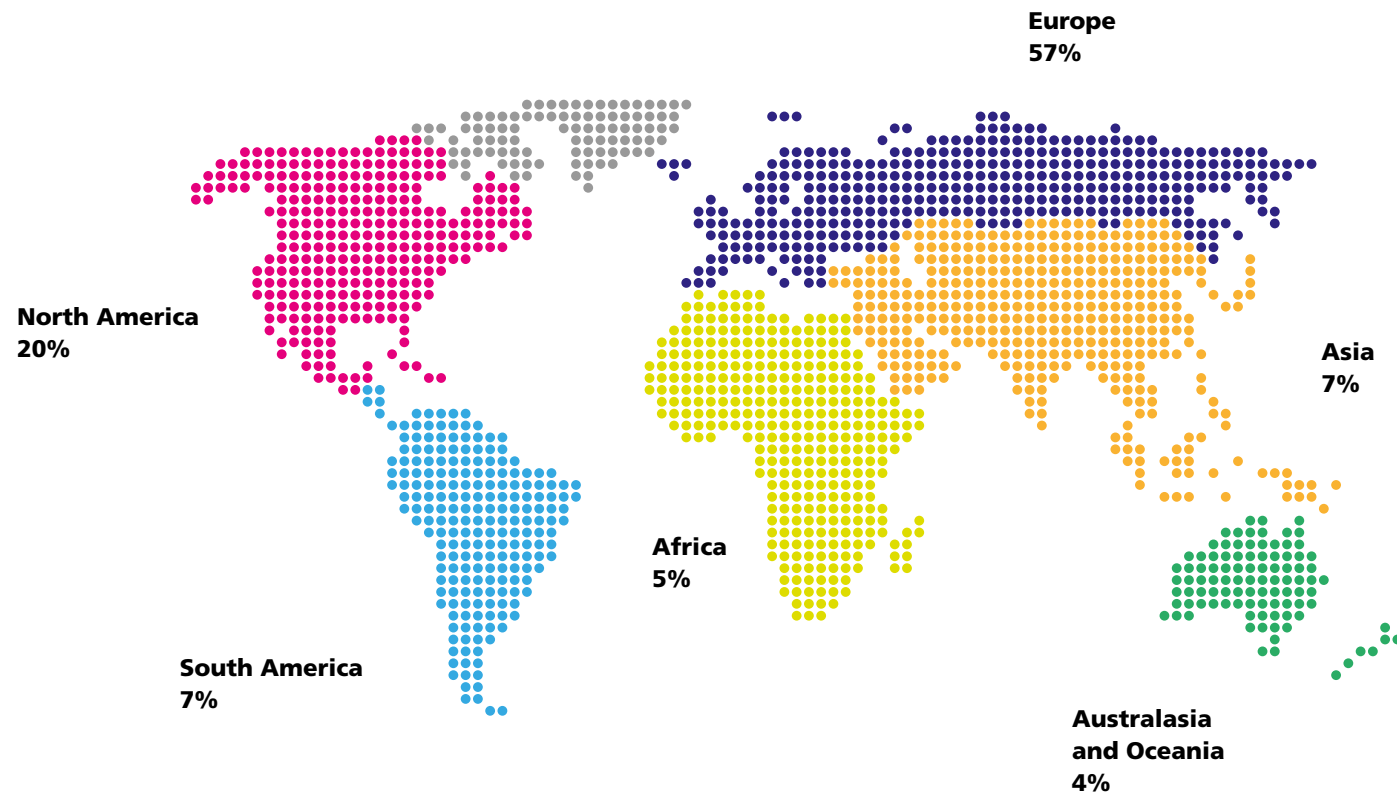 Europe
57%
North America
20%
Asia
7%
Africa
5%
South America
7%
Australasia
and Oceania
4%